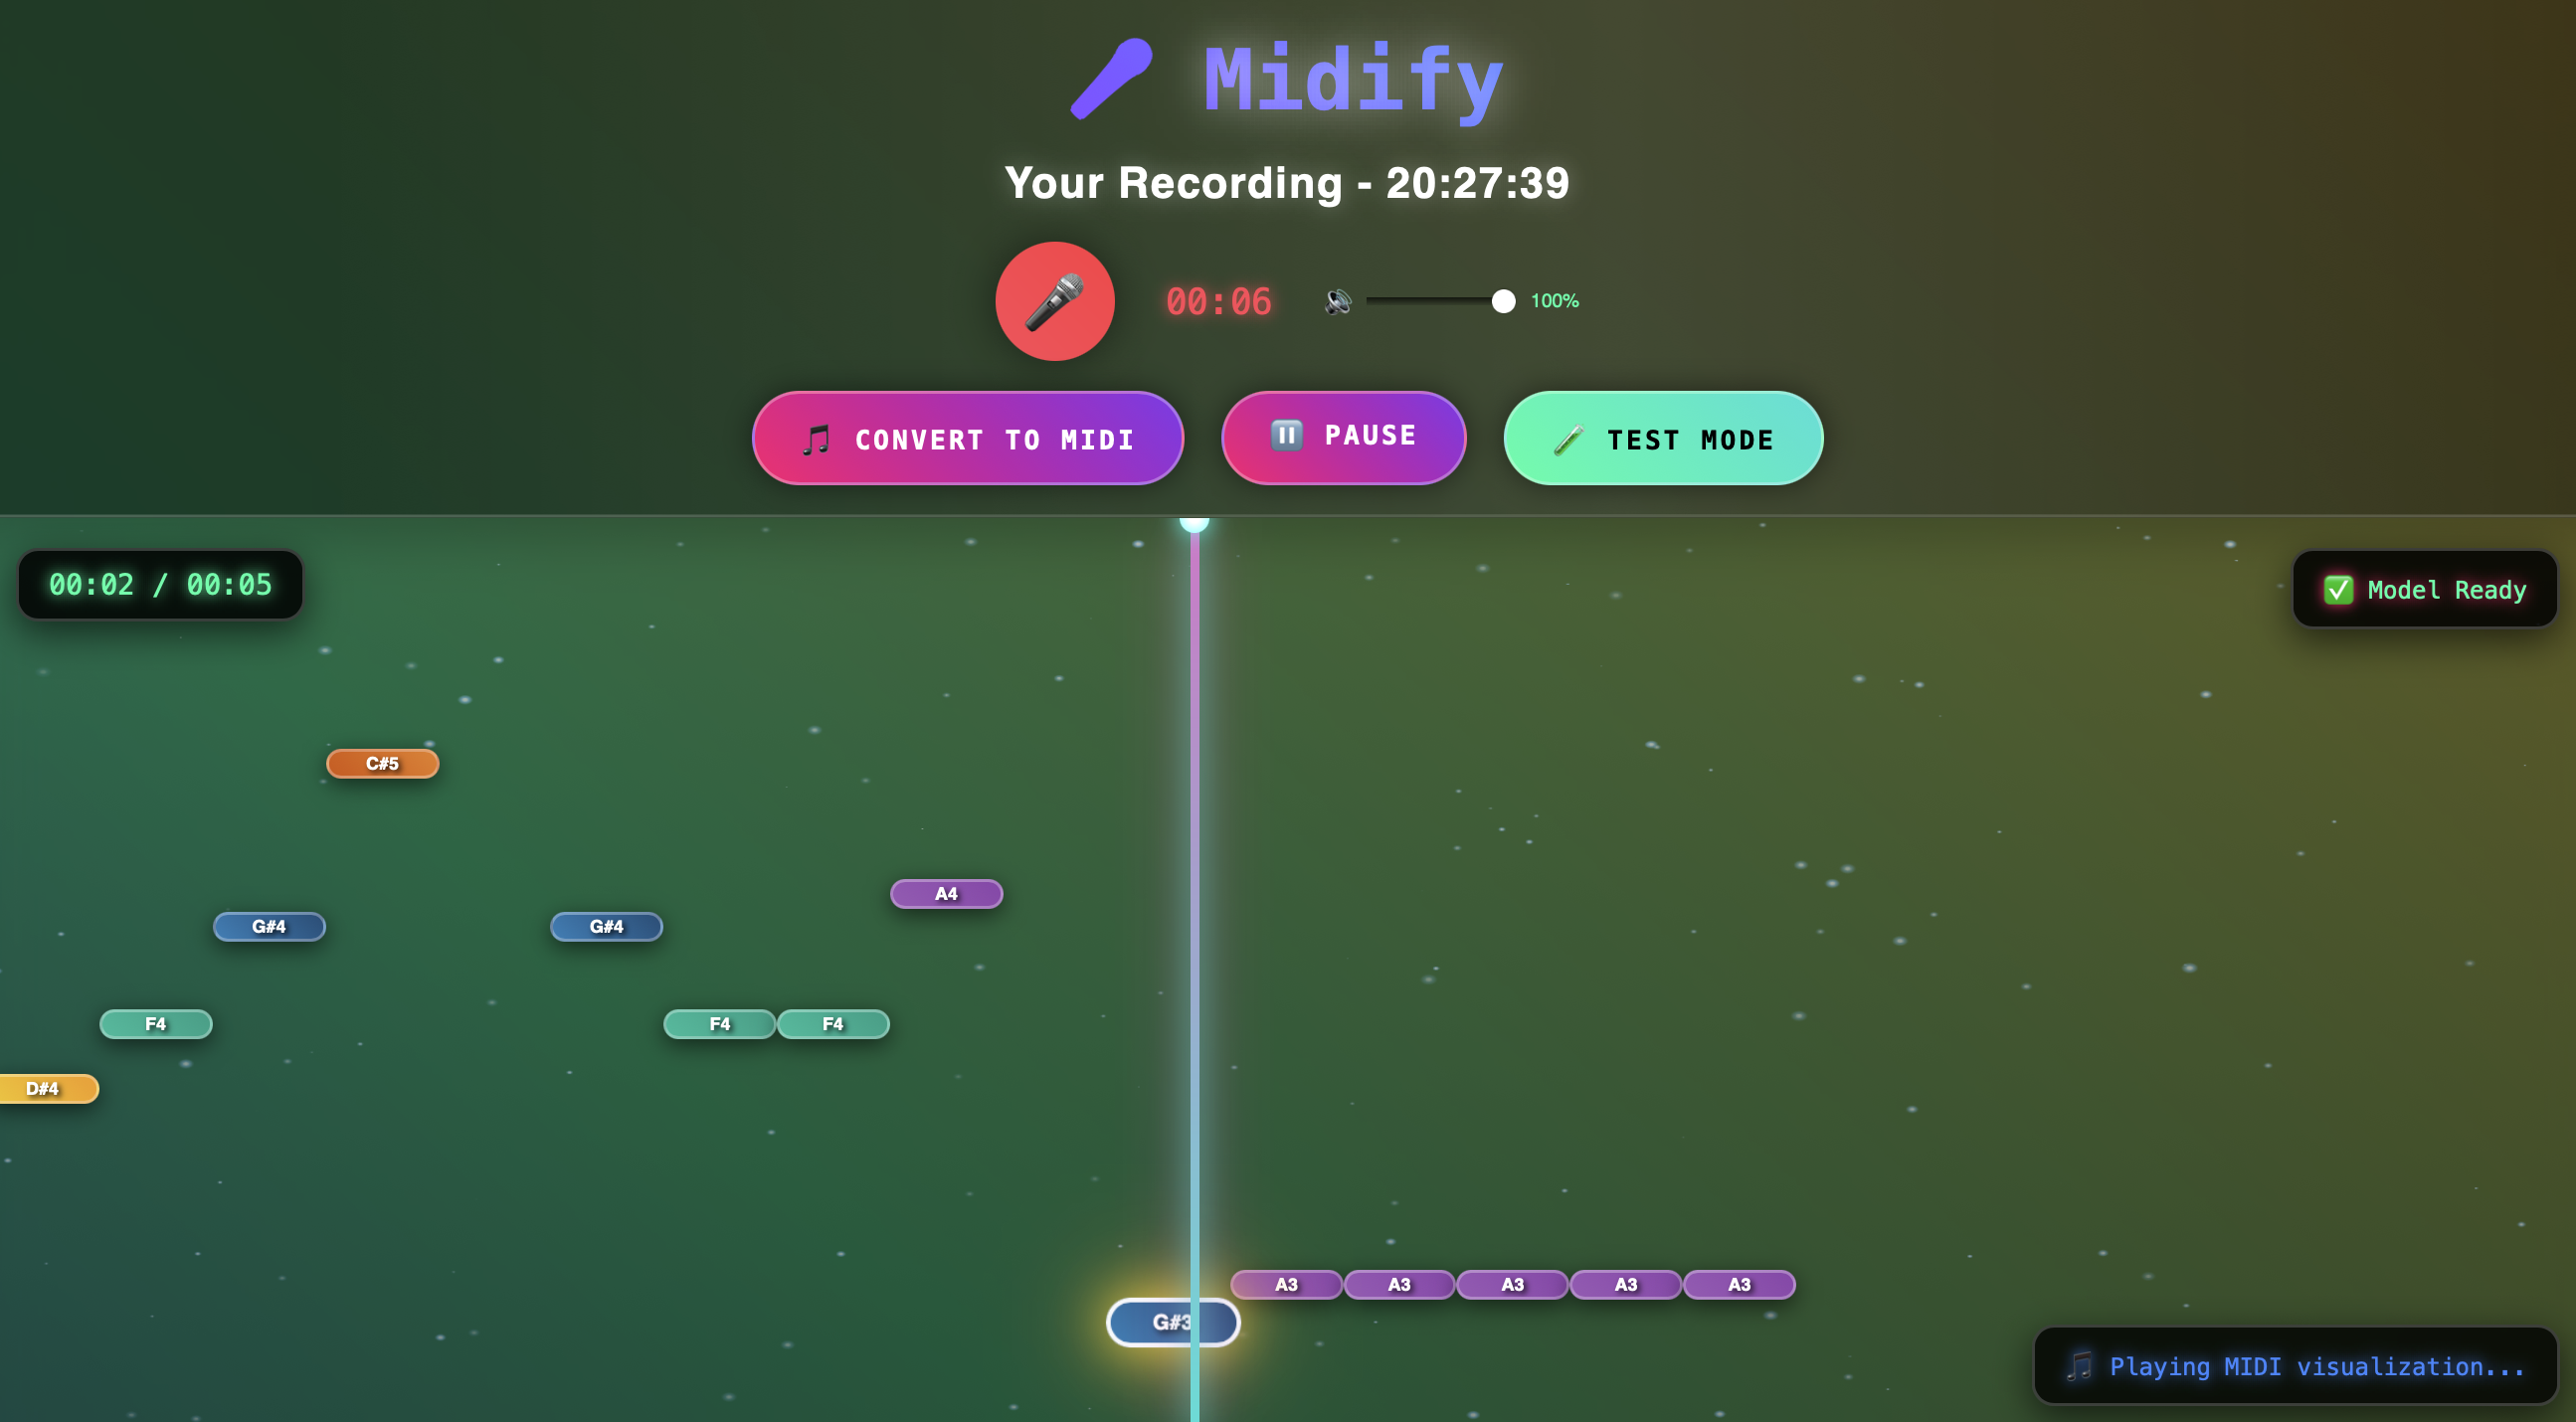 Midify
Your Recording - 20:27:39
00:06
100%
CONVERT TO MIDI
PAUSE
TEST MODE
00:02 / 00:05
Model Ready
C#5
A4
G#4
G#4
F4
F4
F4
D#4
A3
A3
A3
A3
A3
G#3
Playing MIDI visualization...